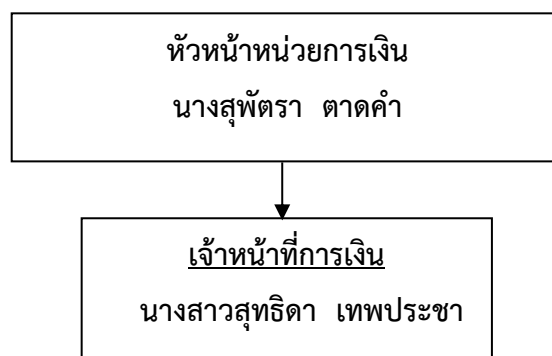 หัวหน้าหน่วยการเงิน
นางสุพัตรา ตาดคำ
เจ้าหน้าที่การเงิน
นางสาวสุทธิดา เทพประชา